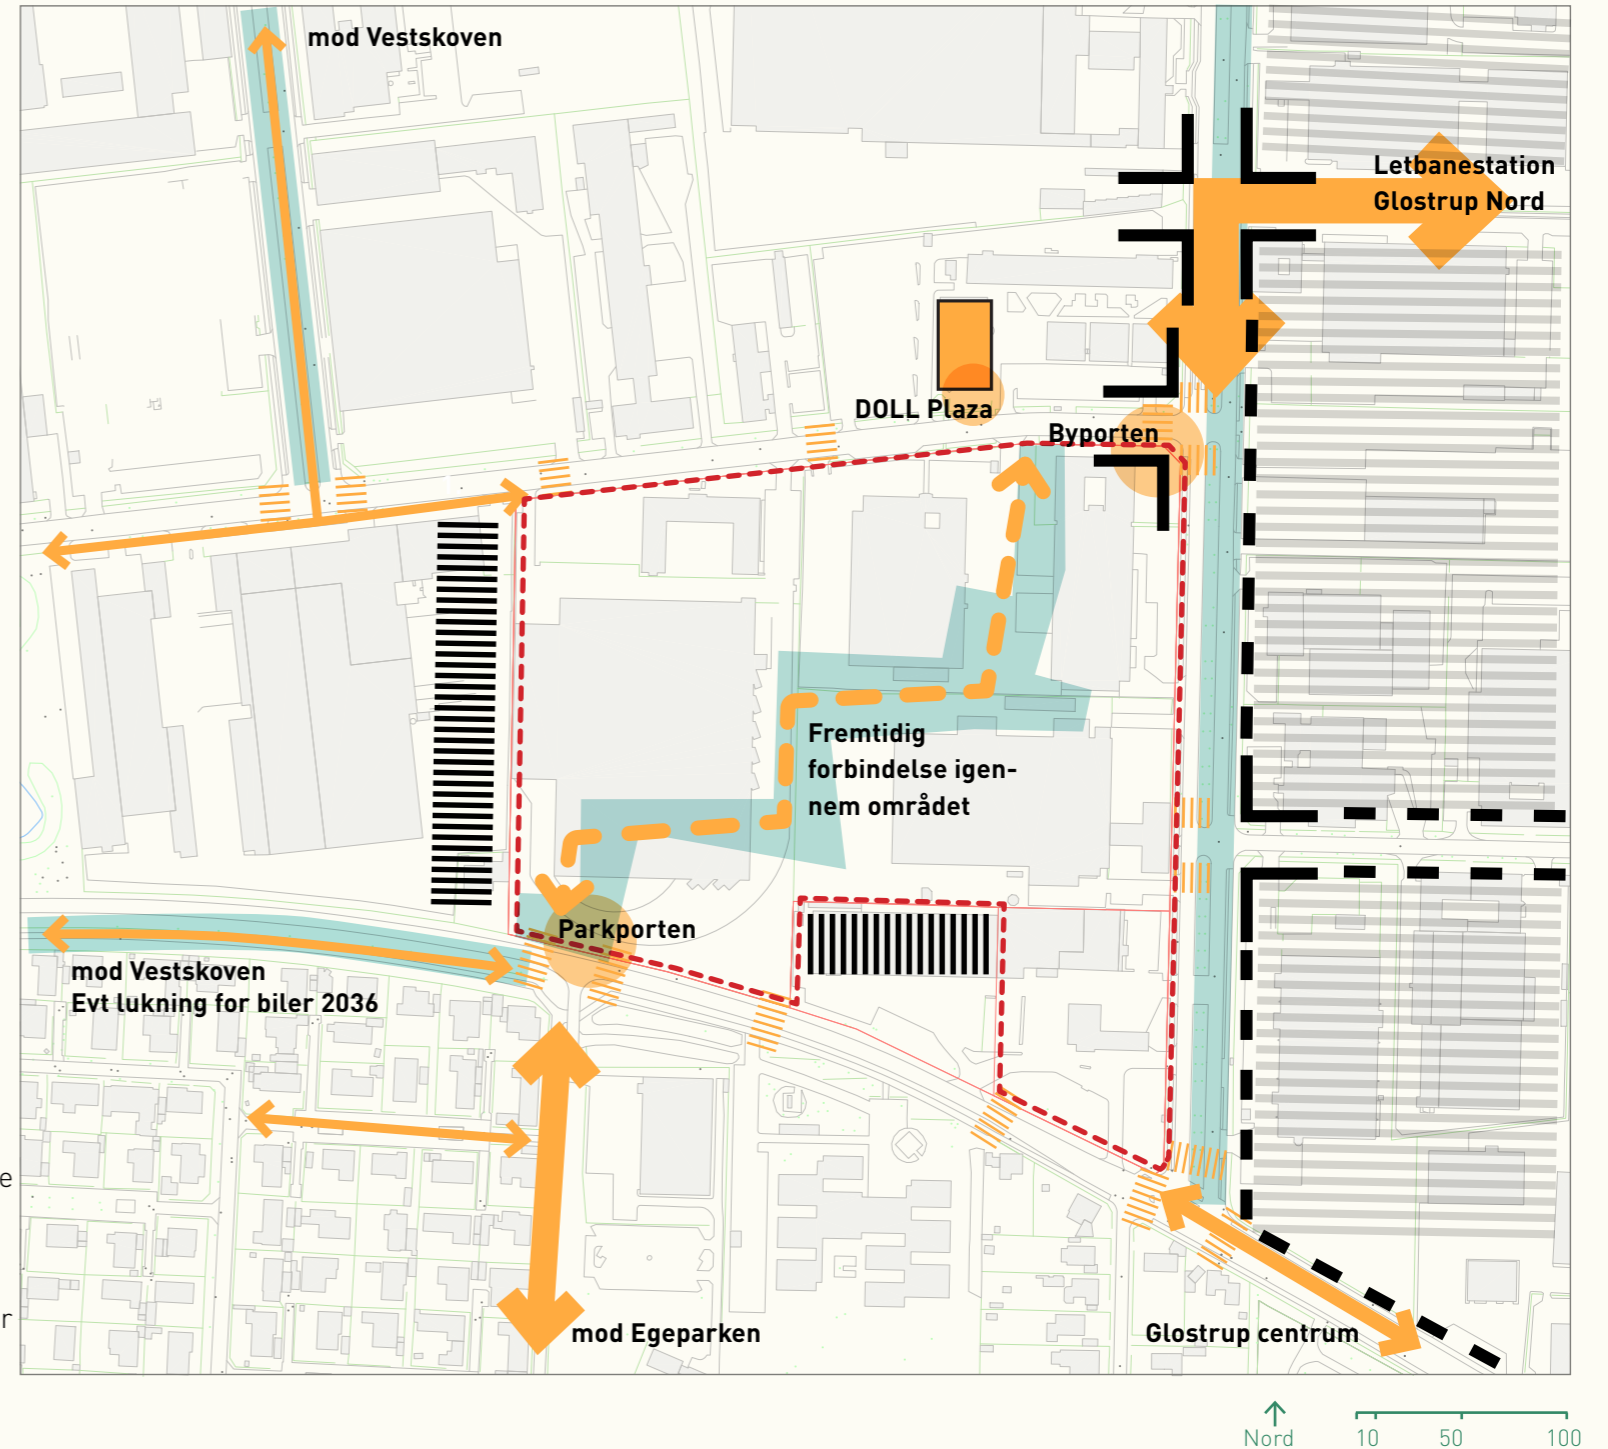 mod Vestskoven
Letbanestation
Glostrup Nord
DOLL Plaza
Byporten
Fremtidig
forbindelse igen-
nem området
Parkporten
mod Vestskoven
Evt lukning for biler 2036
e
r
mod Egeparken
Glostrup centrum
Nord
10 50 100